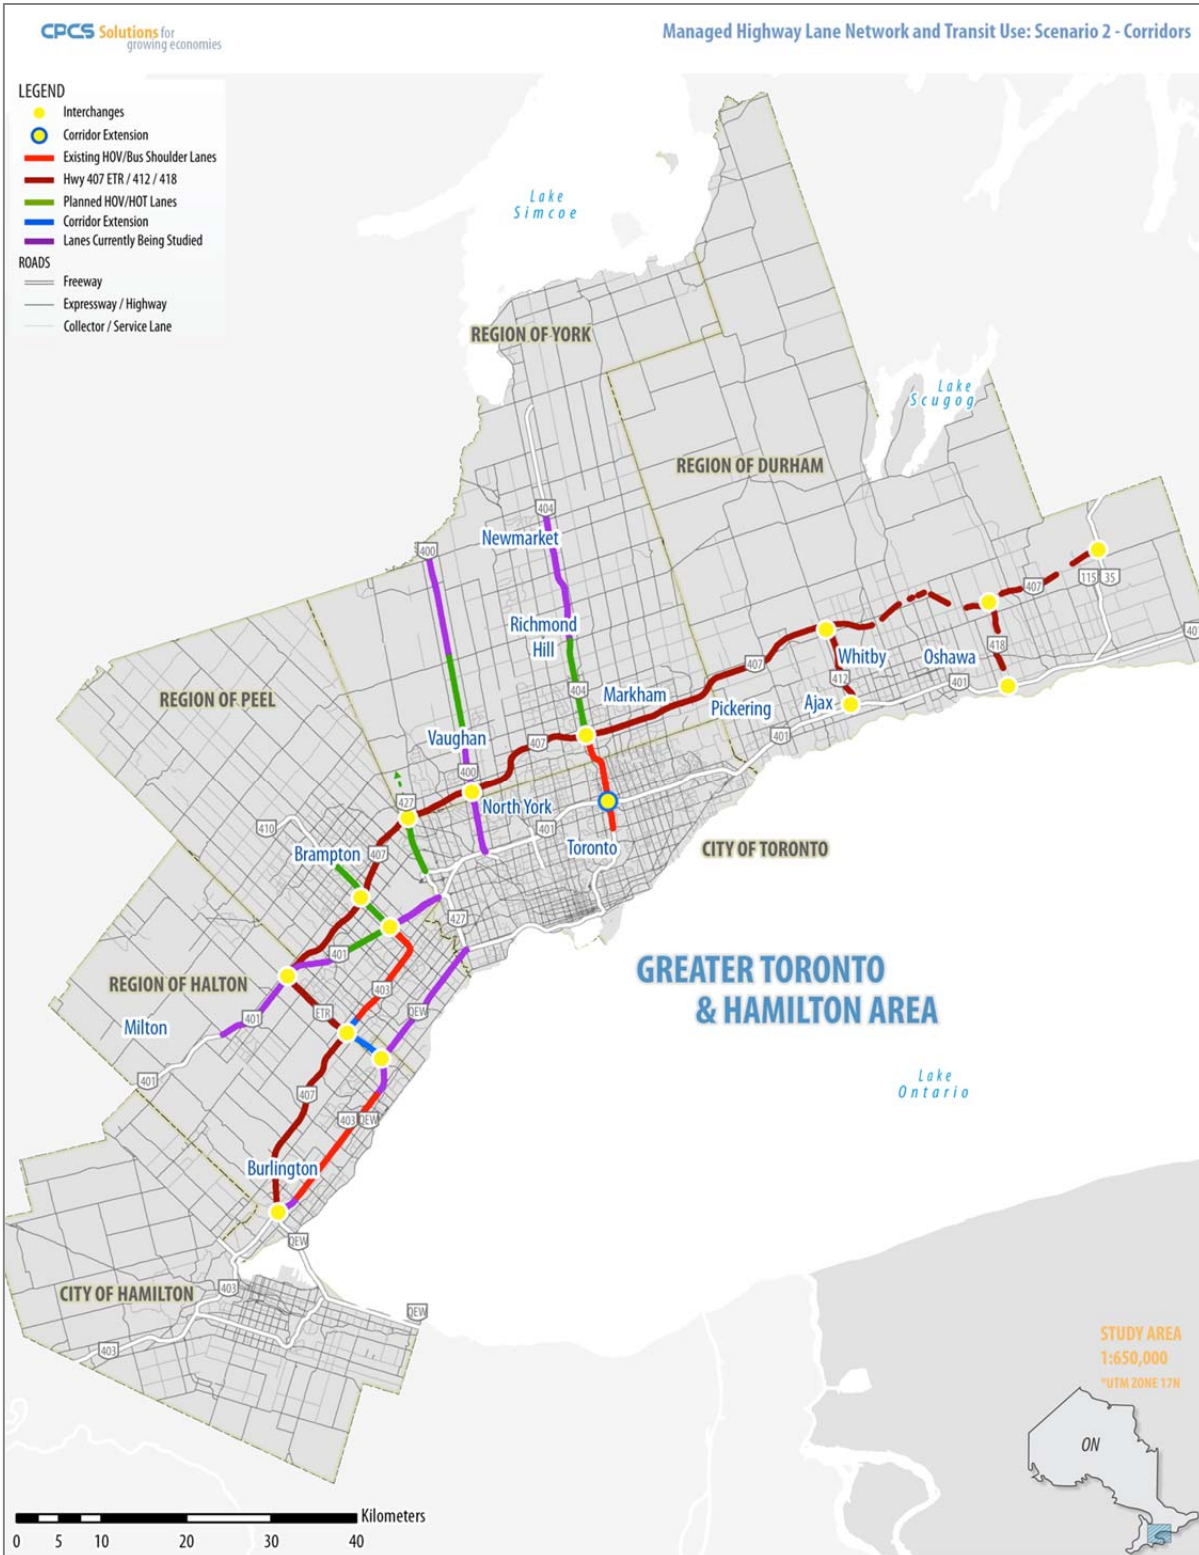 CPCS Solutions for
growing economies
Managed Highway Lane Network and Transit Use: Scenario 2 - Corridors
LEGEND
Interchanges
Corridor Extension
Existing HOV/Bus Shoulder Lanes
Hwy 407 ETR / 412 / 418
Planned HOV/HOT Lanes
Corridor Extension
Lanes Currently Being Studied
ROADS
Freeway
Expressway / Highway
Collector / Service Lane
Lake
Simcoe
REGION OF YORK
Lake
Scugog
REGION OF DURHAM
404
Newmarket
400
407
115
35
Richmond
Hill
401
418
Whitby
Oshawa
407
412
401
REGION OF PEEL
404
Markham
Pickering
Ajax
Vaughan
407
401
400
427
North York
410
401
Brampton
407
Toronto
CITY OF TORONTO
427
401
REGION OF HALTON
403
GREATER TORONTO
& HAMILTON AREA
ETR
QEW
401
Milton
401
407
403
QEW
Lake
Ontario
Burlington
QEW
403
CITY OF HAMILTON
QEW
403
STUDY AREA
1:650,000
*UTM ZONE 17N
ON
Kilometers
0 5 10 20 30 40